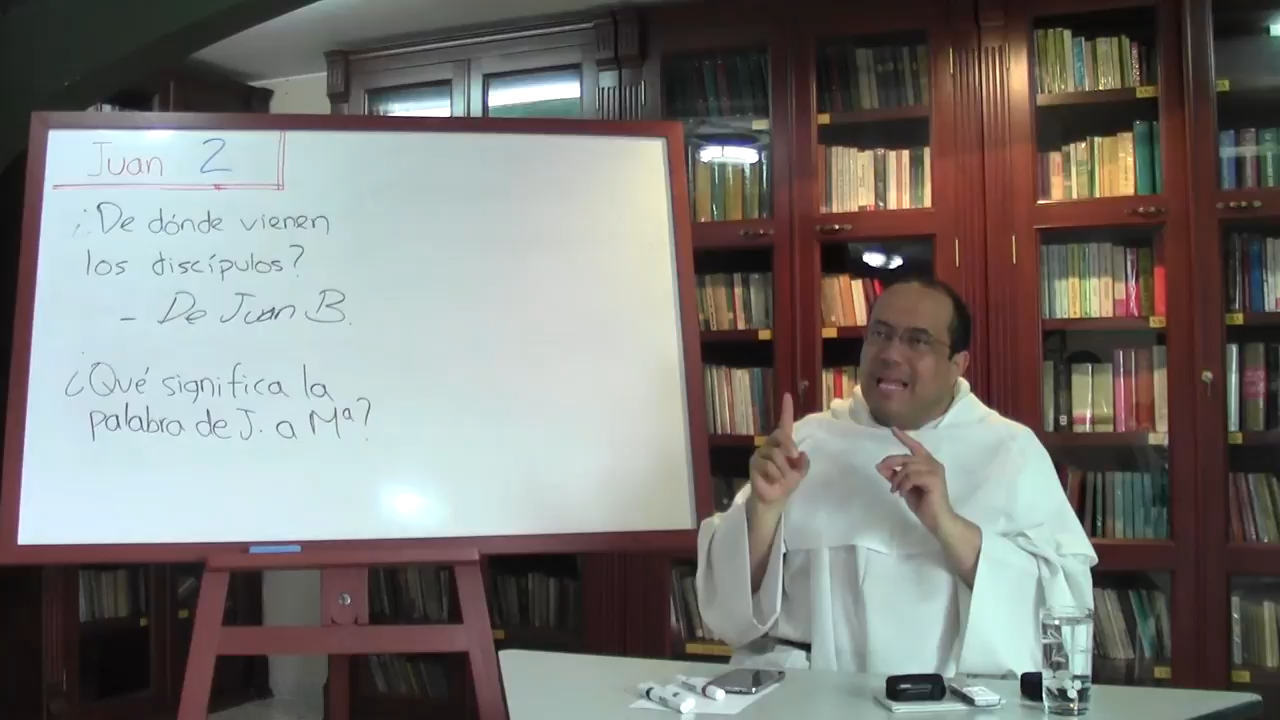 Juan 2
¿De dónde vienen
los discípulos?
- De Juan B.
¿Qué significa la
palabra de J. a Mª?